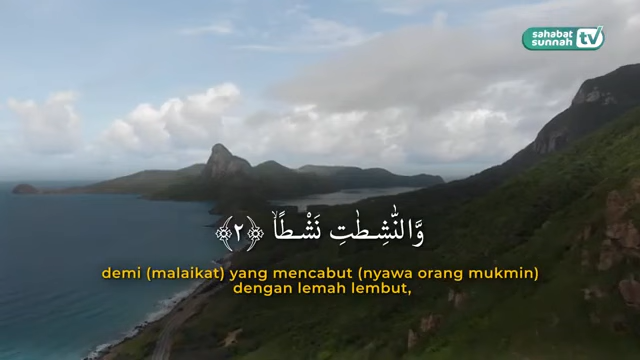 sahabat
sunnah tv
وَّالنّٰشِطٰتِ نَشْطًاۙ ﴿٢﴾
demi (malaikat) yang mencabut (nyawa orang mukmin)
dengan lemah lembut,